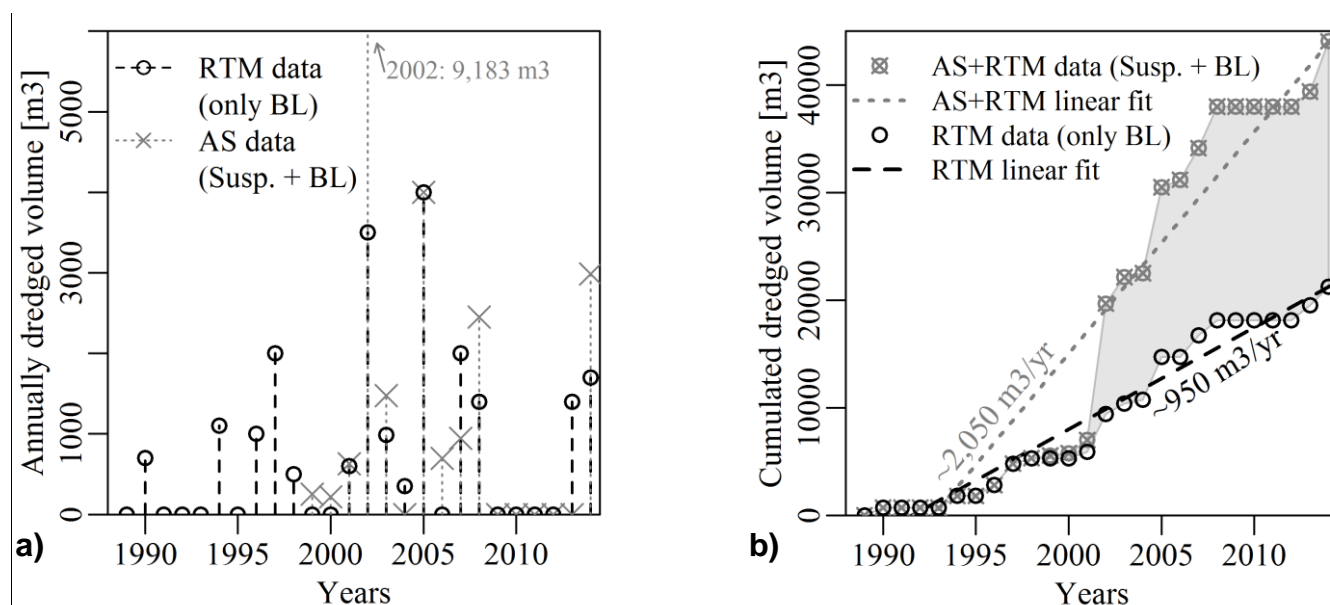 2002: 9,183 m3
RTM data
(only BL)
AS data
(Susp. + BL)
Annually dredged volume [m3]
0
1000
3000
5000
1990
1995
2000
2005
2010
Years
a)
AS+RTM data (Susp. + BL)
AS+RTM linear fit
RTM data (only BL)
RTM linear fit
~2,050 m3/yr
~950 m3/yr
Cumulated dredged volume [m3]
0
10000
20000
30000
40000
1990
1995
2000
2005
2010
Years
b)